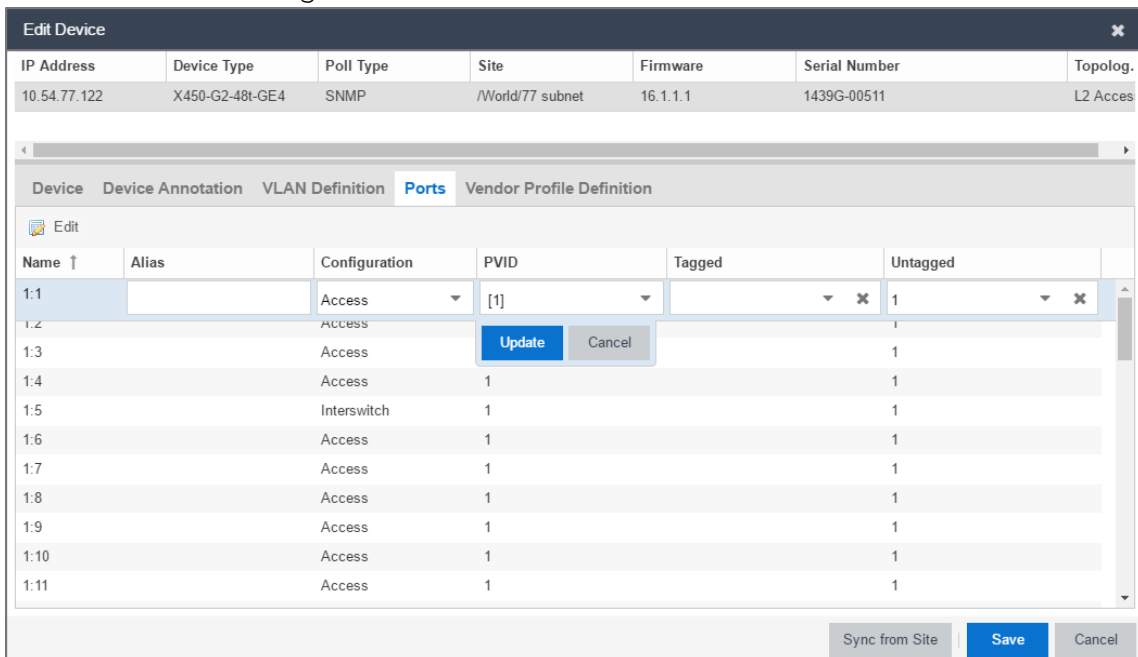 Edit Device
IP Address Device Type Poll Type Site Firmware Serial Number Topolog.
10.54.77.122 X450-G2-48t-GE4 SNMP /World/77 subnet 16.1.1.1 1439G-00511 L2 Acces
Device Device Annotation VLAN Definition Ports Vendor Profile Definition
Edit
Name ↑ Alias Configuration PVID Tagged Untagged
1:1 Access [1] 1
1:2 Access 1
Update Cancel
1:3 Access 1
1:4 Access 1 1
1:5 Interswitch 1 1
1:6 Access 1 1
1:7 Access 1 1
1:8 Access 1 1
1:9 Access 1 1
1:10 Access 1 1
1:11 Access 1 1
Sync from Site Save Cancel